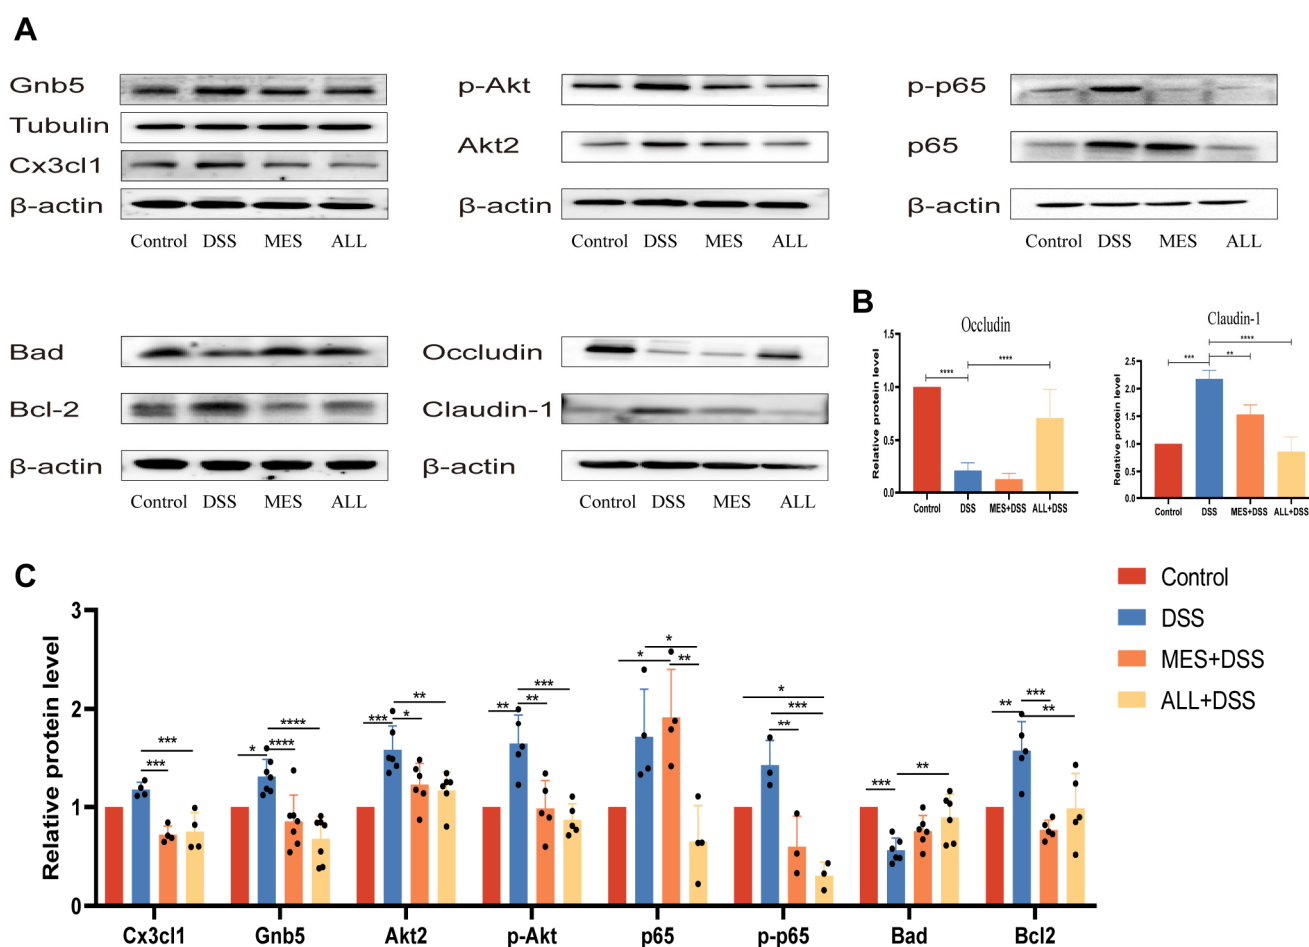 A
Gnb5
Tubulin
Cx3cl1
β-actin
Control DSS MES ALL
p-Akt
Akt2
β-actin
Control DSS MES ALL
p-p65
p65
β-actin
Control DSS MES ALL
Bad
Bcl-2
β-actin
Control DSS MES ALL
Occludin
Claudin-1
β-actin
Control DSS MES ALL
B
Occludin
Relative protein level
1.5
1.0
0.5
0.0
**** ****
Control DSS MES+DSS ALL+DSS
Claudin-1
Relative protein level
2.5
2.0
1.5
1.0
0.5
0.0
*** ** ****
Control DSS MES+DSS ALL+DSS
C
Relative protein level
3
2
1
0
*** ***
* **** ****
*** * **
** ** ***
* ** *
** *** *
*** **
** *** **
Cx3cl1 Gnb5 Akt2 p-Akt p65 p-p65 Bad Bcl2
Control
DSS
MES+DSS
ALL+DSS